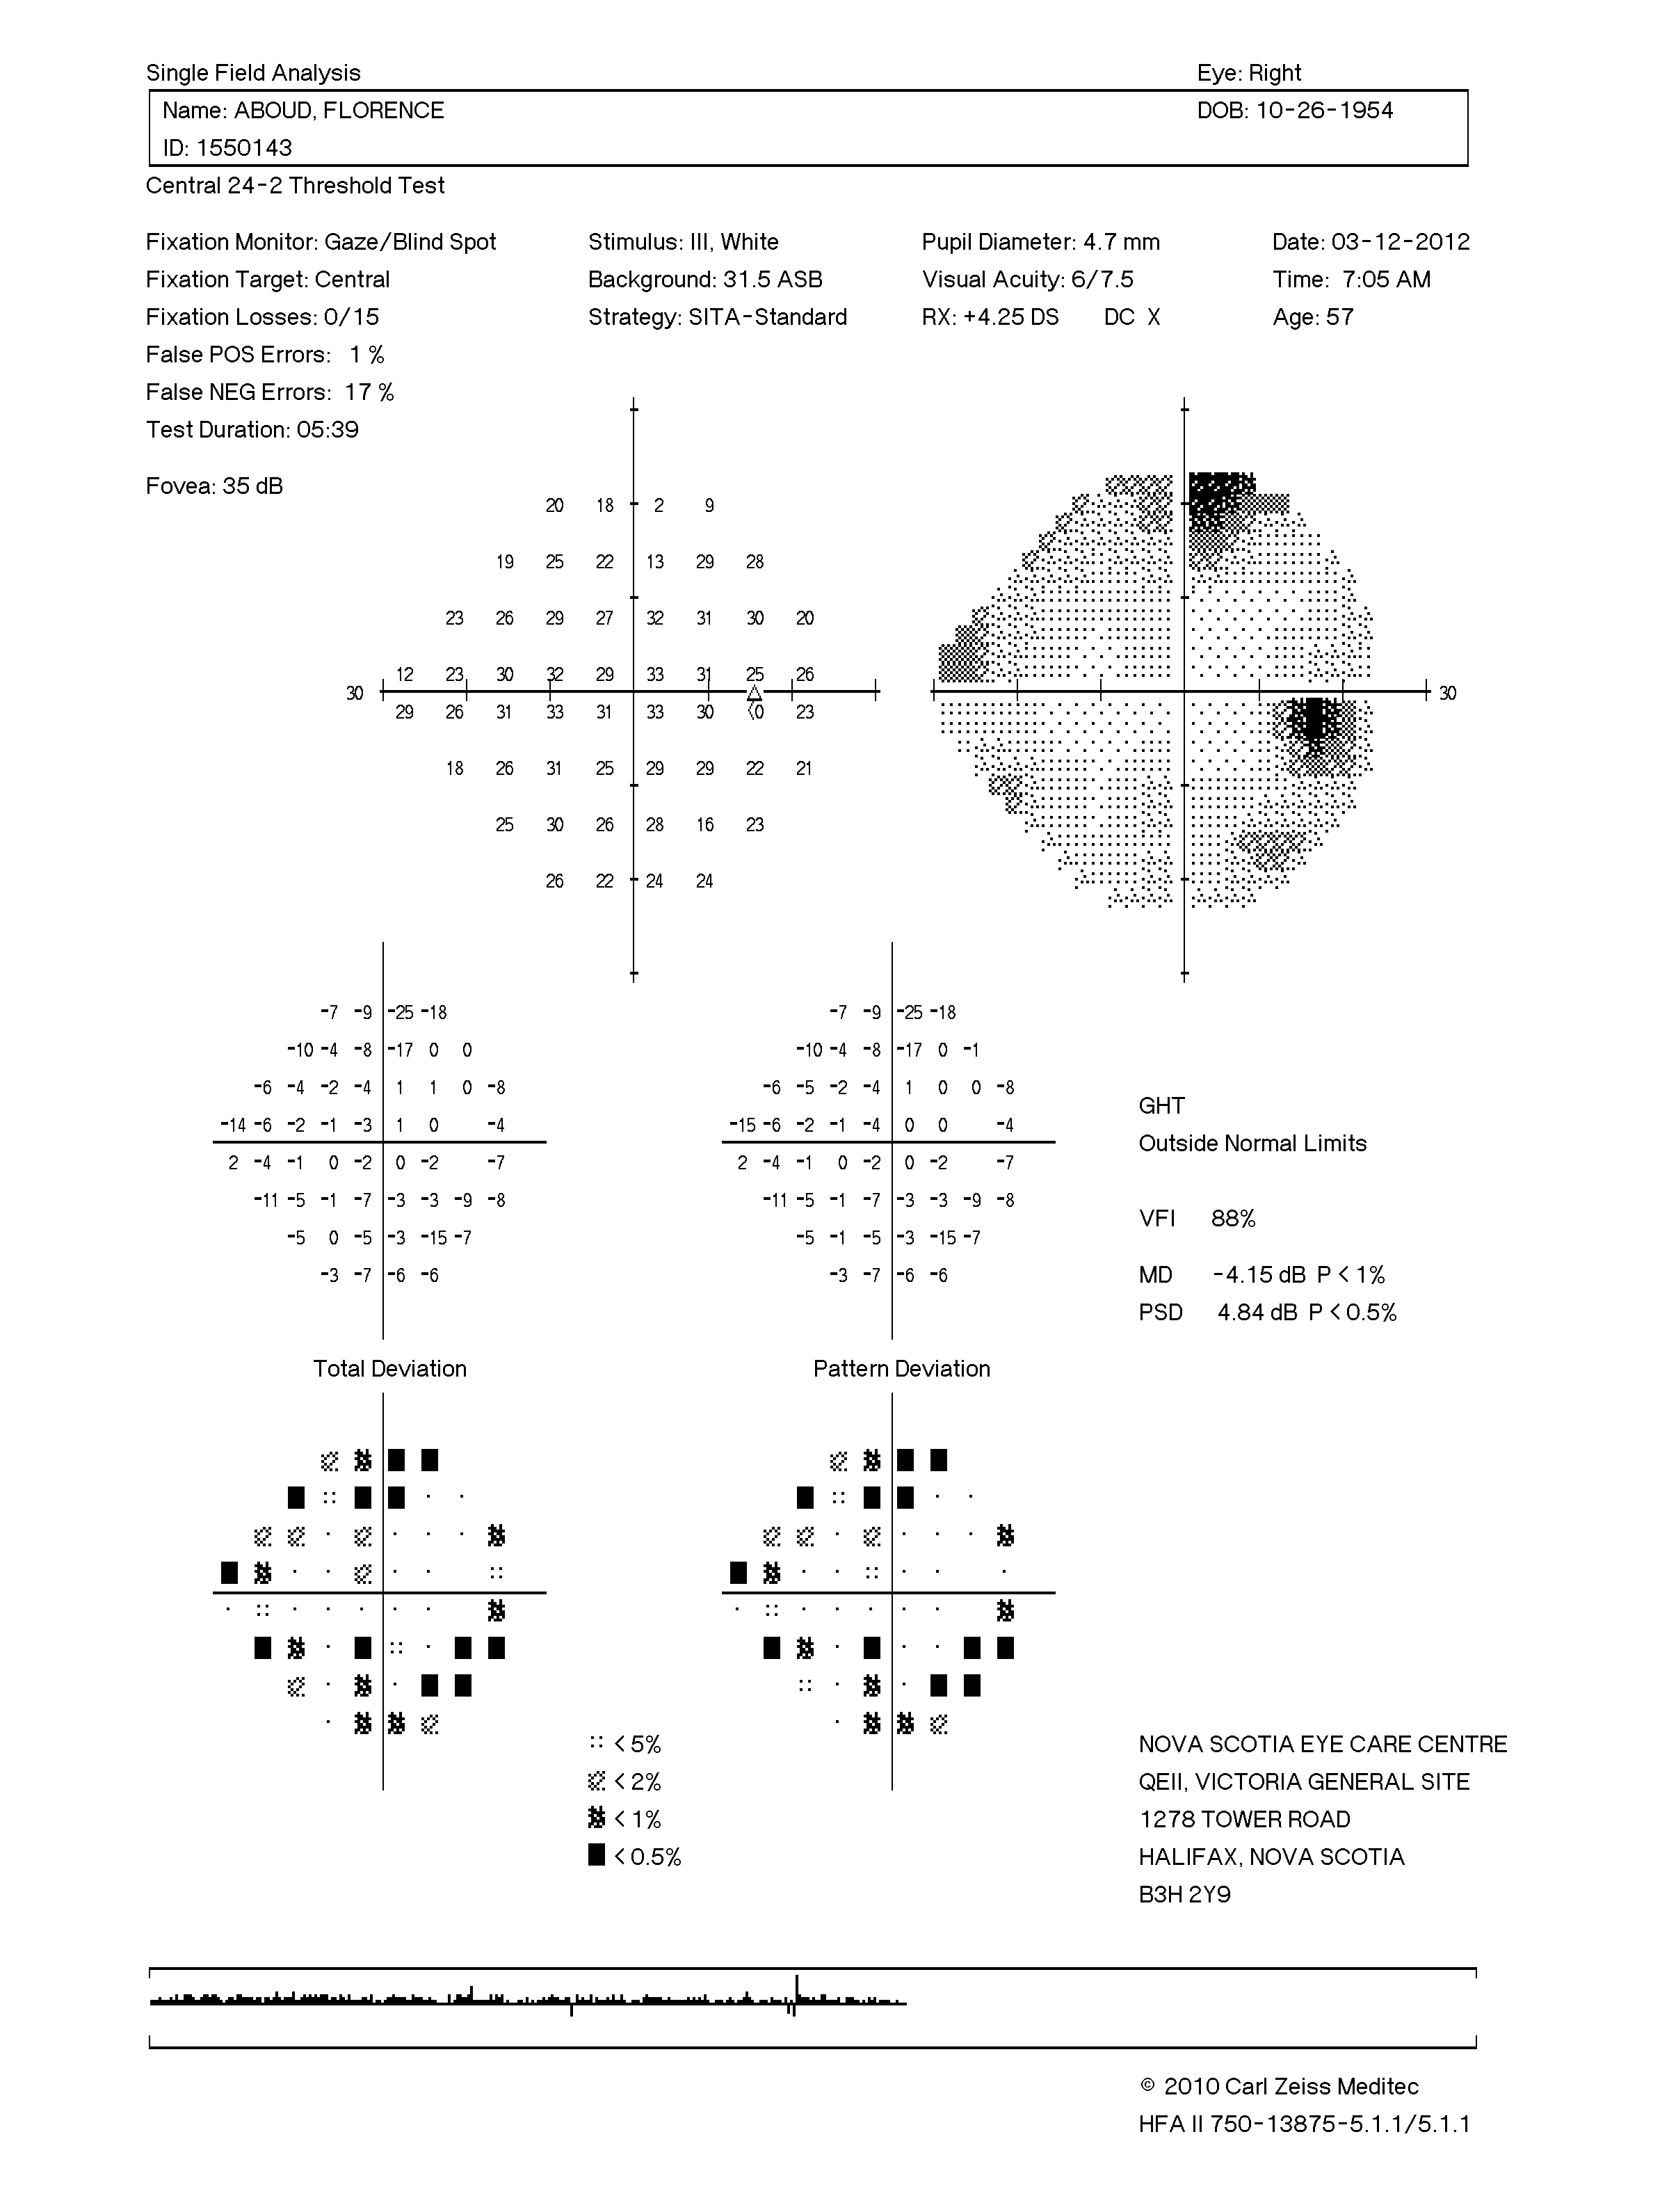 Single Field Analysis Eye: Right
Name: ABOUD, FLORENCE DOB: 10-26-1954
ID: 1550143
Central 24-2 Threshold Test
Fixation Monitor: Gaze/Blind Spot Stimulus: III, White Pupil Diameter: 4.7 mm Date: 03-12-2012
Fixation Target: Central Background: 31.5 ASB Visual Acuity: 6/7.5 Time: 7:05 AM
Fixation Losses: 0/15 Strategy: SITA-Standard RX: +4.25 DS DC X Age: 57
False POS Errors: 1 %
False NEG Errors: 17 %
Test Duration: 05:39
Fovea: 35 dB
20 18 2 9
19 25 22 13 29 28
23 26 29 27 32 31 30 20
12 23 30 32 29 33 31 25 26
30 30
29 26 31 33 31 33 30 <0 23
18 26 31 25 29 29 22 21
25 30 26 28 16 23
26 22 24 24
-7 -9 -25 -18 -7 -9 -25 -18
-10 -4 -8 -17 0 0 -10 -4 -8 -17 0 -1
-6 -4 -2 -4 1 1 0 -8 -6 -5 -2 -4 1 0 0 -8
GHT
-14 -6 -2 -1 -3 1 0 -4 -15 -6 -2 -1 -4 0 0 -4
Outside Normal Limits
2 -4 -1 0 -2 0 -2 -7 2 -4 -1 0 -2 0 -2 -7
-11 -5 -1 -7 -3 -3 -9 -8 -11 -5 -1 -7 -3 -3 -9 -8
VFI 88%
-5 0 -5 -3 -15 -7 -5 -1 -5 -3 -15 -7
-3 -7 -6 -6 -3 -7 -6 -6
MD -4.15 dB P < 1%
PSD 4.84 dB P < 0.5%
Total Deviation Pattern Deviation
< 5%
< 2%
< 1%
< 0.5%
NOVA SCOTIA EYE CARE CENTRE
QEII, VICTORIA GENERAL SITE
1278 TOWER ROAD
HALIFAX, NOVA SCOTIA
B3H 2Y9
© 2010 Carl Zeiss Meditec
HFA II 750-13875-5.1.1/5.1.1